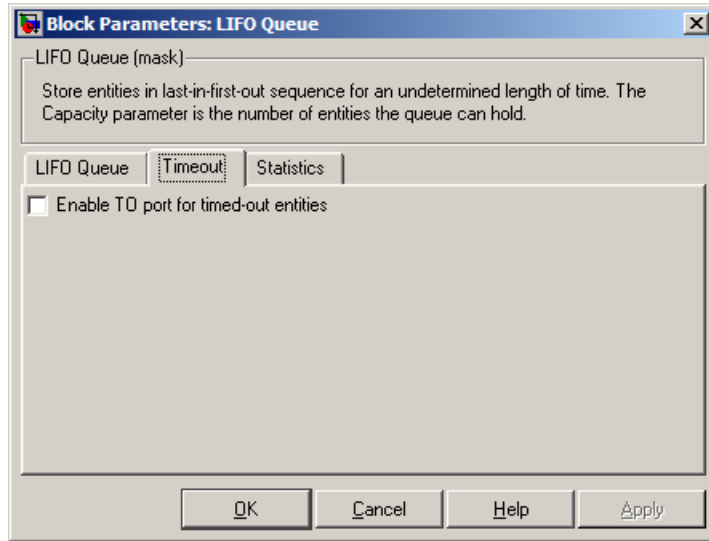 Block Parameters: LIFO Queue
LIFO Queue (mask)
Store entities in last-in-first-out sequence for an undetermined length of time. The
Capacity parameter is the number of entities the queue can hold.
LIFO Queue Timeout Statistics
Enable TO port for timed-out entities
OK Cancel Help Apply